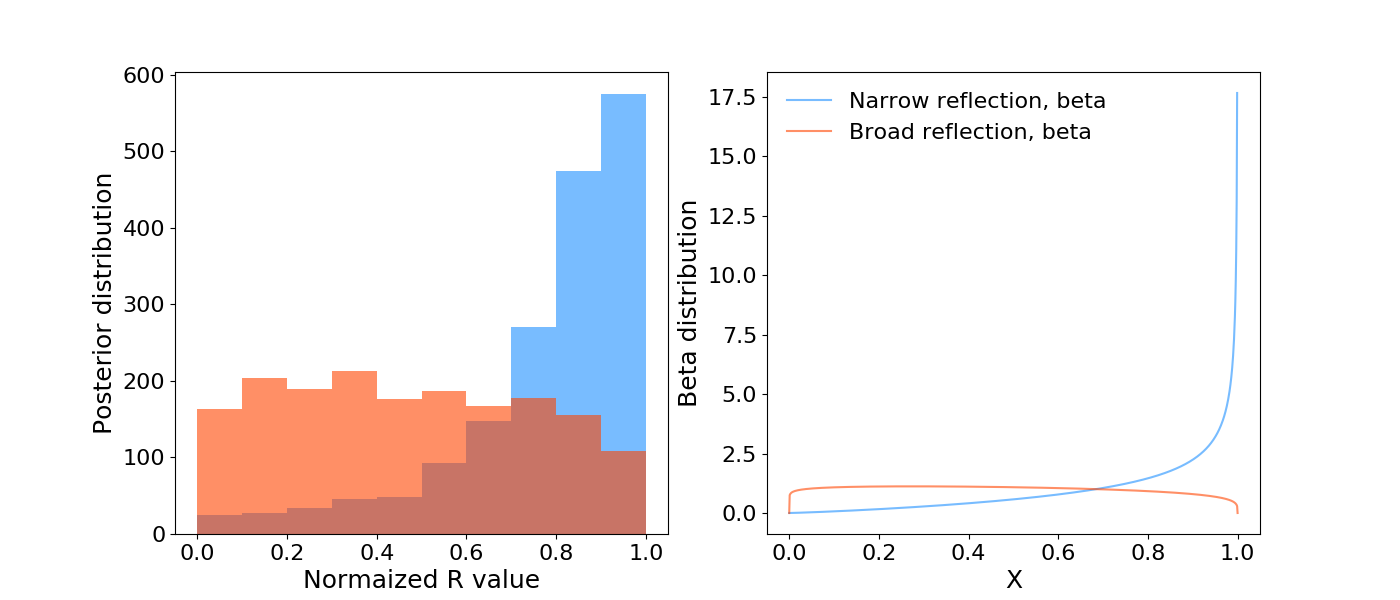 600
500
400
300
200
100
0
Posterior distribution
0.0 0.2 0.4 0.6 0.8 1.0
Normaized R value
Narrow reflection, beta
Broad reflection, beta
17.5
15.0
12.5
10.0
7.5
5.0
2.5
0.0
Beta distribution
0.0 0.2 0.4 0.6 0.8 1.0
X